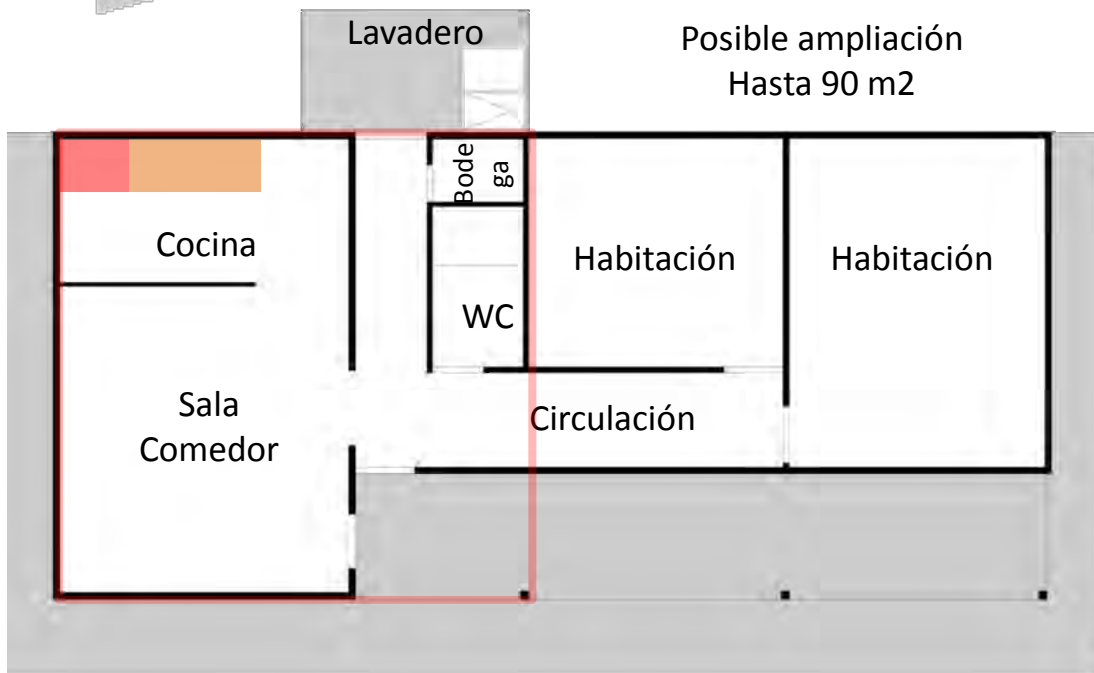 Lavadero
Posible ampliación
Hasta 90 m2
Bode
ga
Cocina
Habitación
Habitación
WC
Sala
Comedor
Circulación